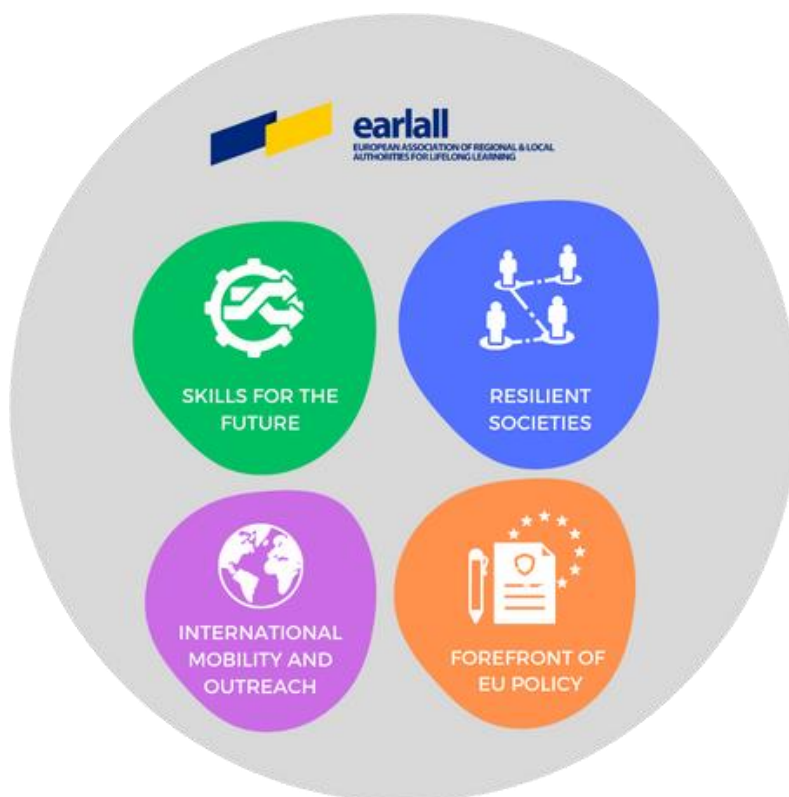 earlall
EUROPEAN ASSOCIATION OF REGIONAL & LOCAL
AUTHORITIES FOR LIFELONG LEARNING
SKILLS FOR THE
FUTURE
RESILIENT
SOCIETIES
INTERNATIONAL
MOBILITY AND
OUTREACH
FOREFRONT OF
EU POLICY